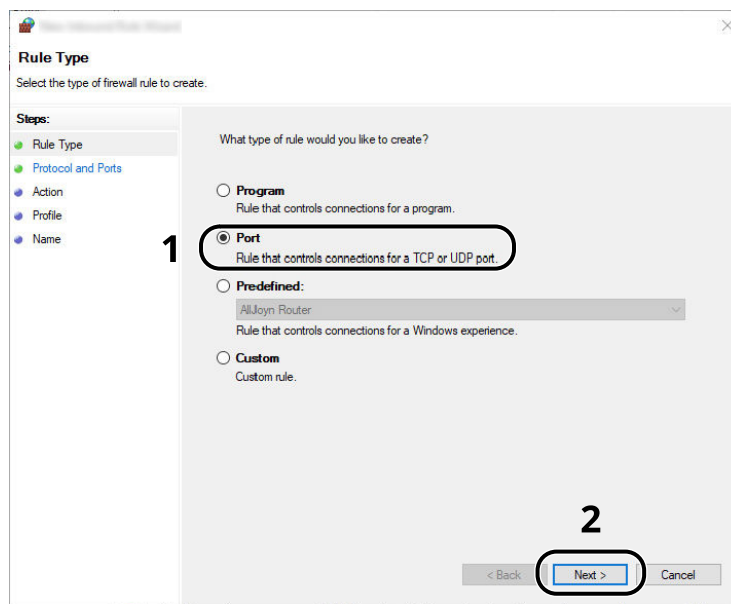 Rule Type
Select the type of firewall rule to create.
Steps:
Rule Type
Protocol and Ports
Action
Profile
Name
What type of rule would you like to create?
Program
Rule that controls connections for a program.
1
Port
Rule that controls connections for a TCP or UDP port.
Predefined:
AllJoyn Router
Rule that controls connections for a Windows experience.
Custom
Custom rule.
2
< Back
Next >
Cancel